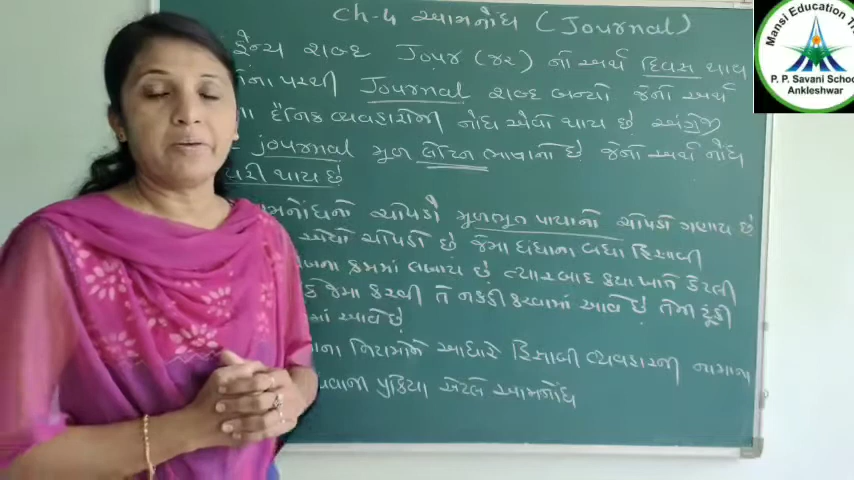 Ch-4 આમનોંધ (Journal)
ફ્રેન્ચ શબ્દ Jour (જર) નો અર્થ દિવસ થાય
તેના પરથી Journal શબ્દ બન્યો જેનો અર્થ
દૈનિક વ્યવહારોની નોંધ એવો થાય છે અંગ્રેજી
journal મૂળ લેટિન ભાષાનો છે જેનો અર્થ નોંધ
થાય છે
આમનોંધનો ચોપડો મૂળભૂત પાયાનો ચોપડો ગણાય છે
એવો ચોપડો છે જેમાં ધંધાના બધા હિસાબી
ક્રમમાં લખાય છે ત્યારબાદ કયા ખાતે કેટલી
જેમાં કરવી તે નક્કી કરવામાં આવે છે તેમાં ટૂંકી
આવે છે
નિયમોને આધારે હિસાબી વ્યવહારની
પ્રક્રિયા એટલે આમનોંધ
Mansi Education Trust
P. P. Savani School
Ankleshwar